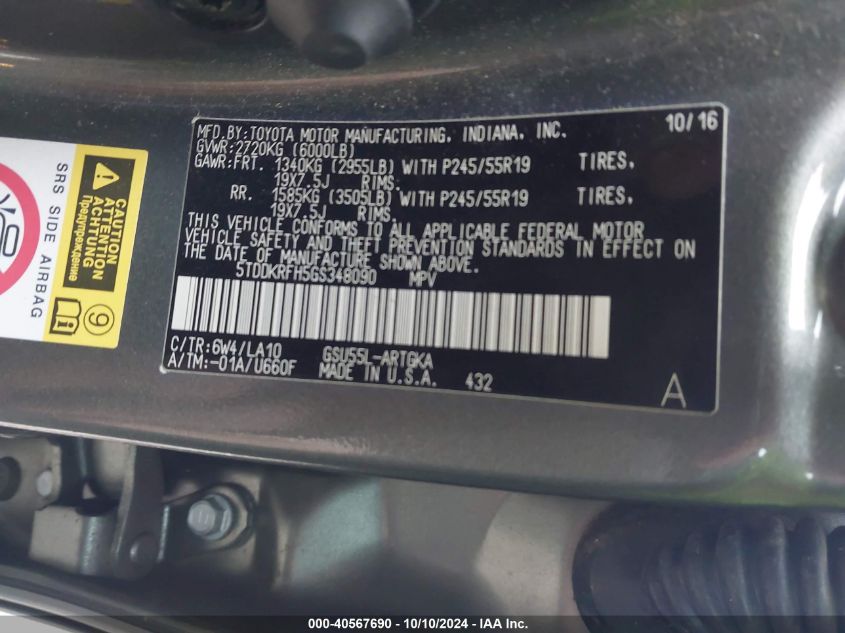 MFD. BY: TOYOTA MOTOR MANUFACTURING, INDIANA, INC. 10/16
GVWR: 2720KG (6000LB)
GAWR: FRT. 1340KG (2955LB) WITH P245/55R19 TIRES,
19X7.5J RIMS,
RR. 1585KG (3505LB) WITH P245/55R19 TIRES,
19X7.5J RIMS,
THIS VEHICLE CONFORMS TO ALL APPLICABLE FEDERAL MOTOR
VEHICLE SAFETY AND THEFT PREVENTION STANDARDS IN EFFECT ON
THE DATE OF MANUFACTURE SHOWN ABOVE.
5TDDKRFH5GS348090 MPV
C/TR: 6W4/LA10 GSU55L-ARTGKA
A/TM: -01A/U660F MADE IN U.S.A. 432
A
SRS SIDE AIRBAG
CAUTION
ATTENTION
ACHTUNG
Предупреждение
9
000-40567690 - 10/10/2024 - IAA Inc.